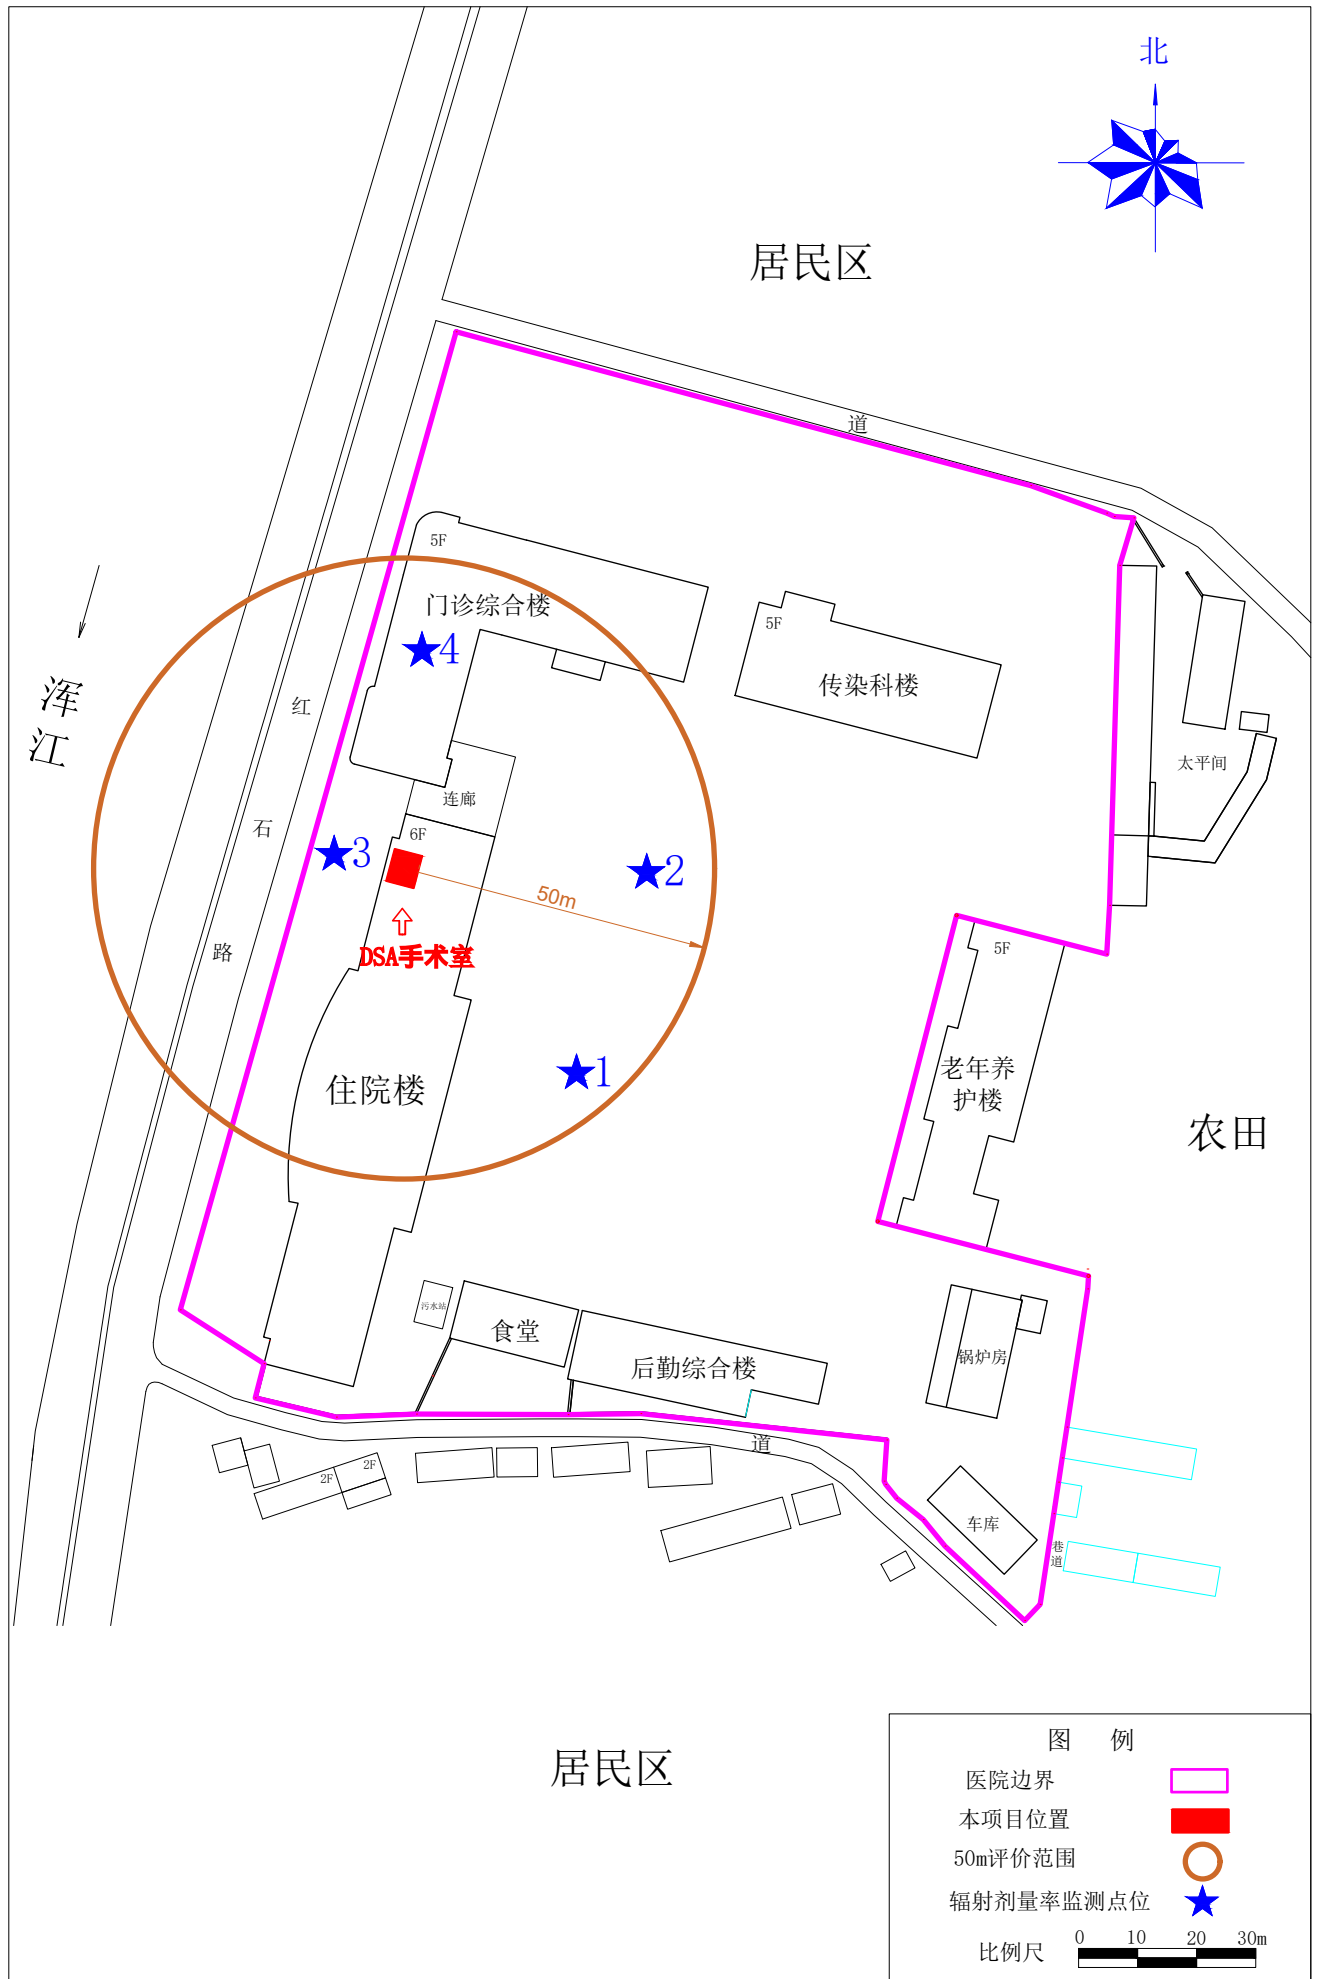 北
居民区
道
5F
门诊综合楼
4
5F
传染科楼
浑江
红石路
太平间
连廊
6F
3
2
50m
DSA手术室
5F
老年养
护楼
1
住院楼
农田
污水站
食堂
后勤综合楼
锅炉房
道
2F
2F
车库
巷道
居民区
图 例
医院边界
本项目位置
50m评价范围
辐射剂量率监测点位
比例尺
0 10 20 30m